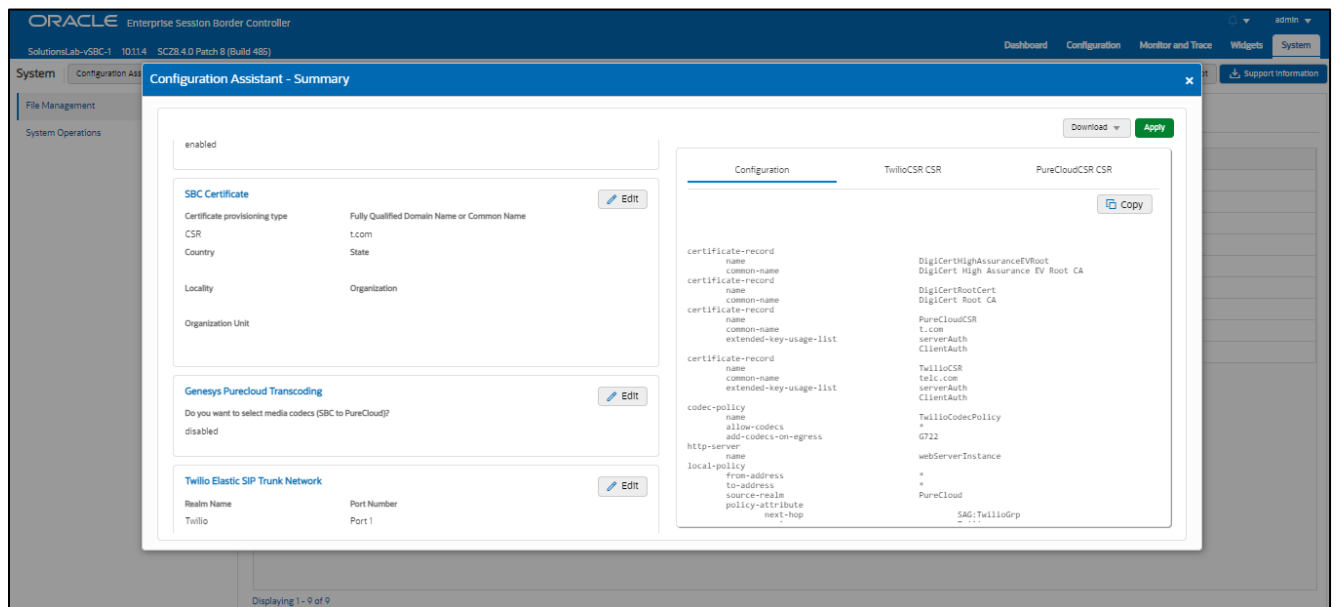 ORACLE Enterprise Session Border Controller
admin
SolutionsLab-vSBC-1 10.1.1.4 SCZ8.4.0 Patch 8 (Build 485)
Dashboard Configuration Monitor and Trace Widgets System
System Configuration Ass
Support Information
Configuration Assistant - Summary
File Management
System Operations
Download Apply
enabled
SBC Certificate
Edit
Certificate provisioning type Fully Qualified Domain Name or Common Name
CSR t.com
Country State
Locality Organization
Organization Unit
Genesys Purecloud Transcoding
Edit
Do you want to select media codecs (SBC to PureCloud)?
disabled
Twilio Elastic SIP Trunk Network
Edit
Realm Name Port Number
Twilio Port 1
Configuration TwilioCSR CSR PureCloudCSR CSR
Copy
certificate-record
name DigiCertHighAssuranceEVRoot
common-name DigiCert High Assurance EV Root CA
certificate-record
name DigiCertRootCert
common-name DigiCert Root CA
certificate-record
name PureCloudCSR
common-name t.com
extended-key-usage-list serverAuth
ClientAuth
certificate-record
name TwilioCSR
common-name telc.com
extended-key-usage-list serverAuth
ClientAuth
codec-policy
name TwilioCodecPolicy
allow-codecs *
add-codecs-on-egress G722
http-server
name webServerInstance
local-policy
from-address *
to-address *
source-realm PureCloud
policy-attribute
next-hop SAG:TwilioGrp
Displaying 1 - 9 of 9